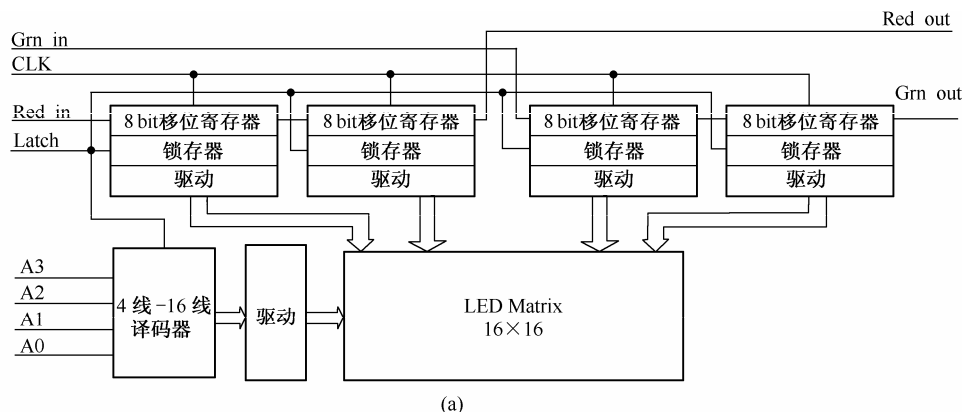 Red out
Grn in
CLK
Grn out
Red in
8 bit移位寄存器
8 bit移位寄存器
8 bit移位寄存器
8 bit移位寄存器
Latch
锁存器
锁存器
锁存器
锁存器
驱动
驱动
驱动
驱动
A3
A2
A1
A0
4 线-16 线
译码器
驱动
LED Matrix
16×16
(a)